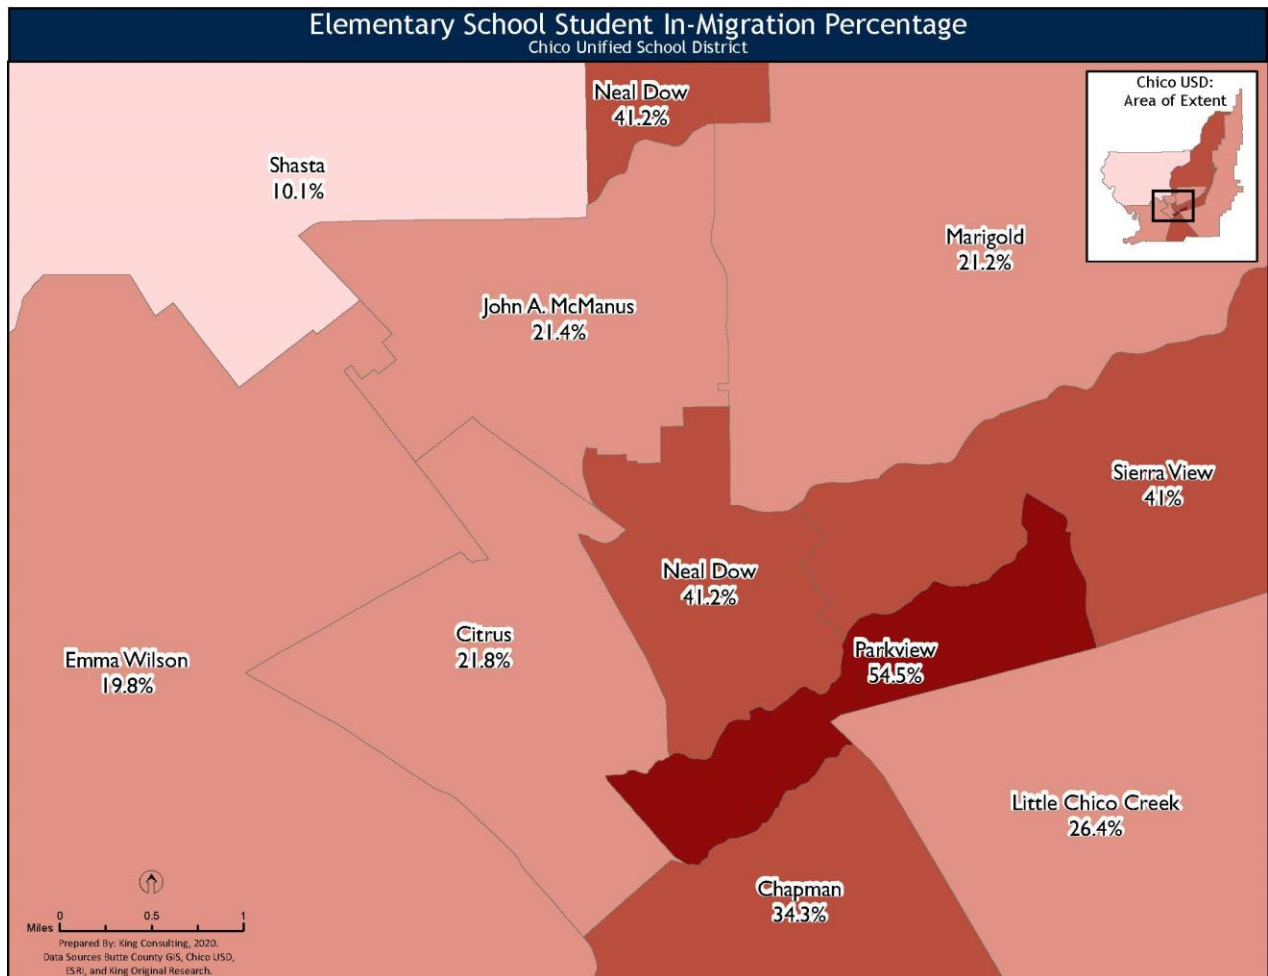 Elementary School Student In-Migration Percentage
Chico Unified School District
Neal Dow
41.2%
Chico USD:
Area of Extent
Shasta
10.1%
Marigold
21.2%
John A. McManus
21.4%
Sierra View
41%
Neal Dow
41.2%
Citrus
21.8%
Parkview
54.5%
Emma Wilson
19.8%
Little Chico Creek
26.4%
Chapman
34.3%
0 0.5 1
Miles
Prepared By: King Consulting, 2020.
Data Sources Butte County GIS, Chico USD,
ESRI, and King Original Research.